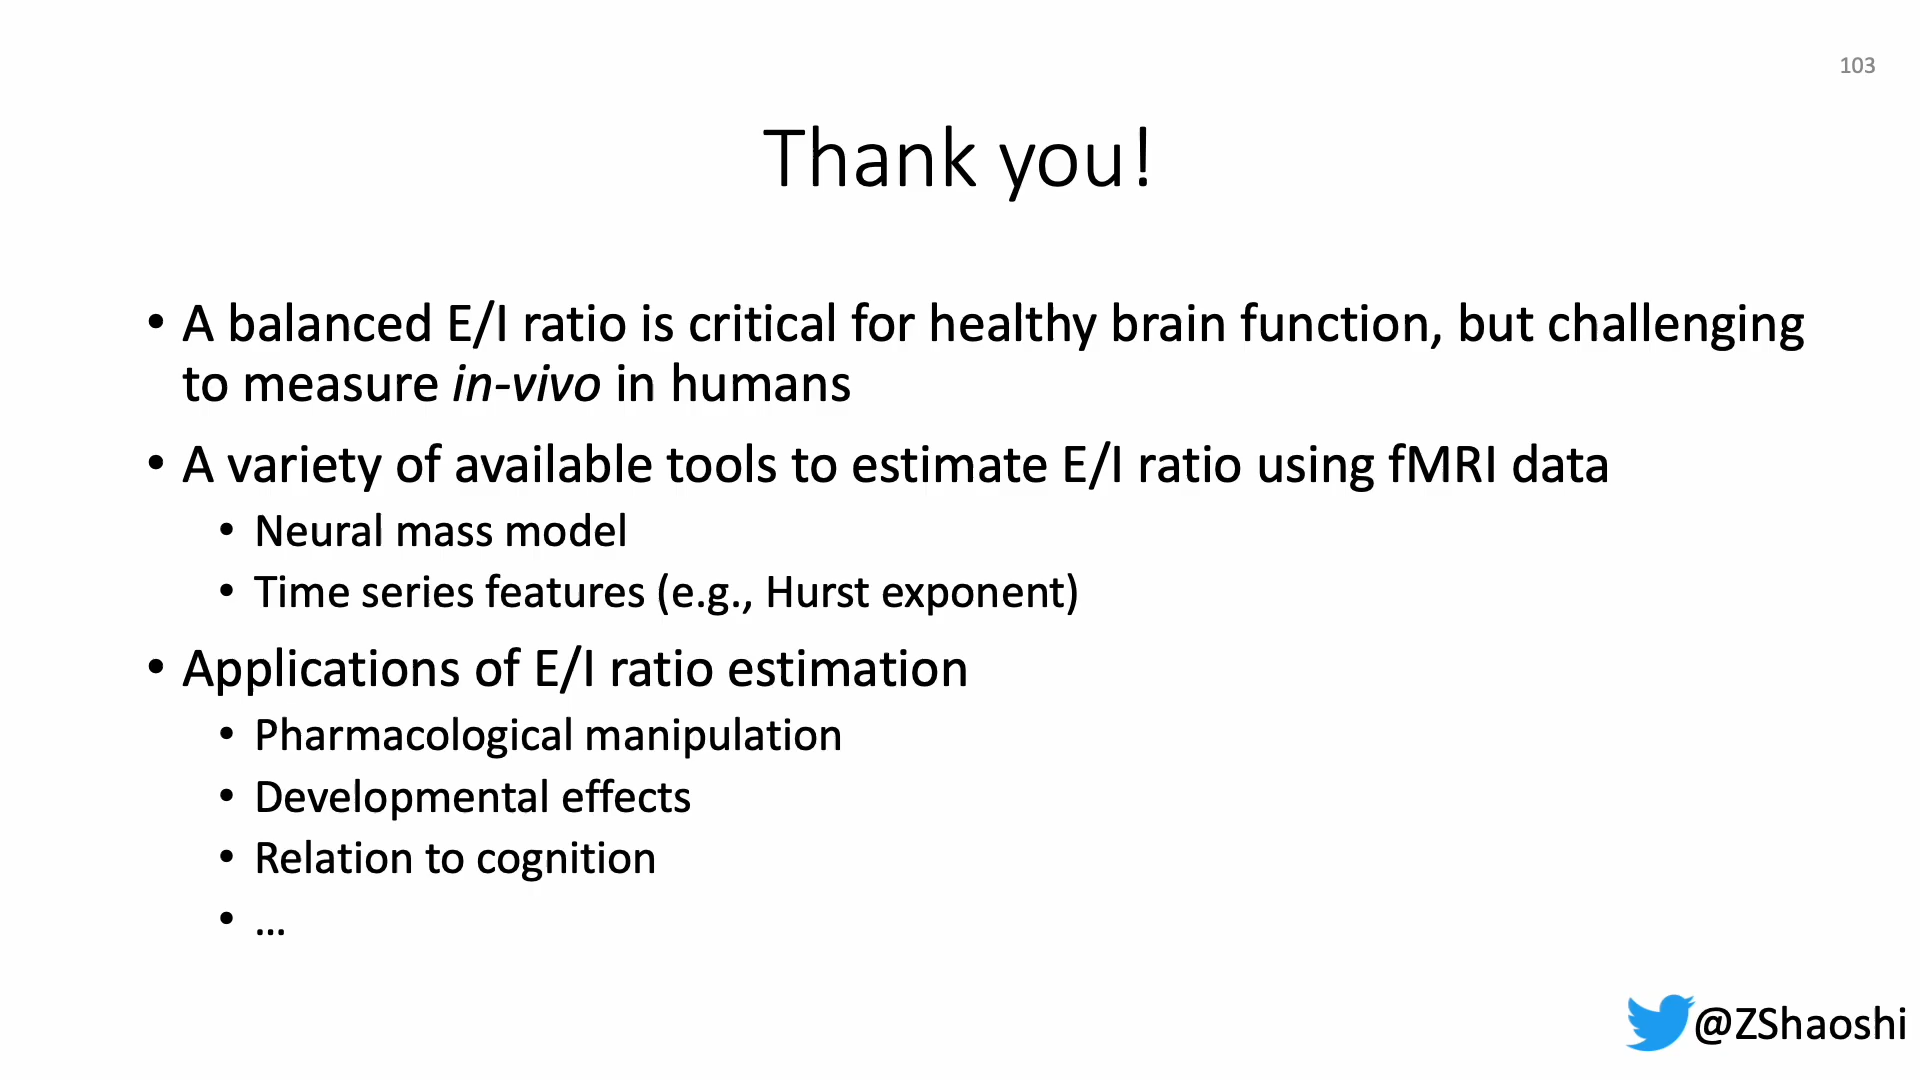 103
Thank you!
• A balanced E/I ratio is critical for healthy brain function, but challenging
to measure in-vivo in humans
• A variety of available tools to estimate E/I ratio using fMRI data
• Neural mass model
• Time series features (e.g., Hurst exponent)
• Applications of E/I ratio estimation
• Pharmacological manipulation
• Developmental effects
• Relation to cognition
• ...
@ZShaoshi